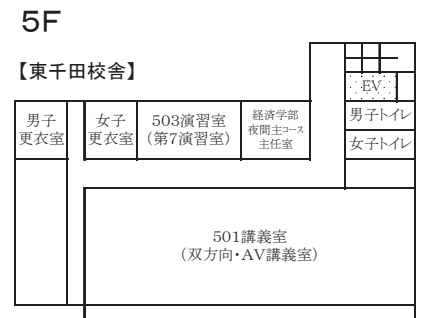 5F
【東千田校舎】
EV
男子
更衣室
女子
更衣室
503演習室
(第7演習室)
経済学部
夜間主コース
主任室
男子トイレ
女子トイレ
501講義室
(双方向・AV講義室)